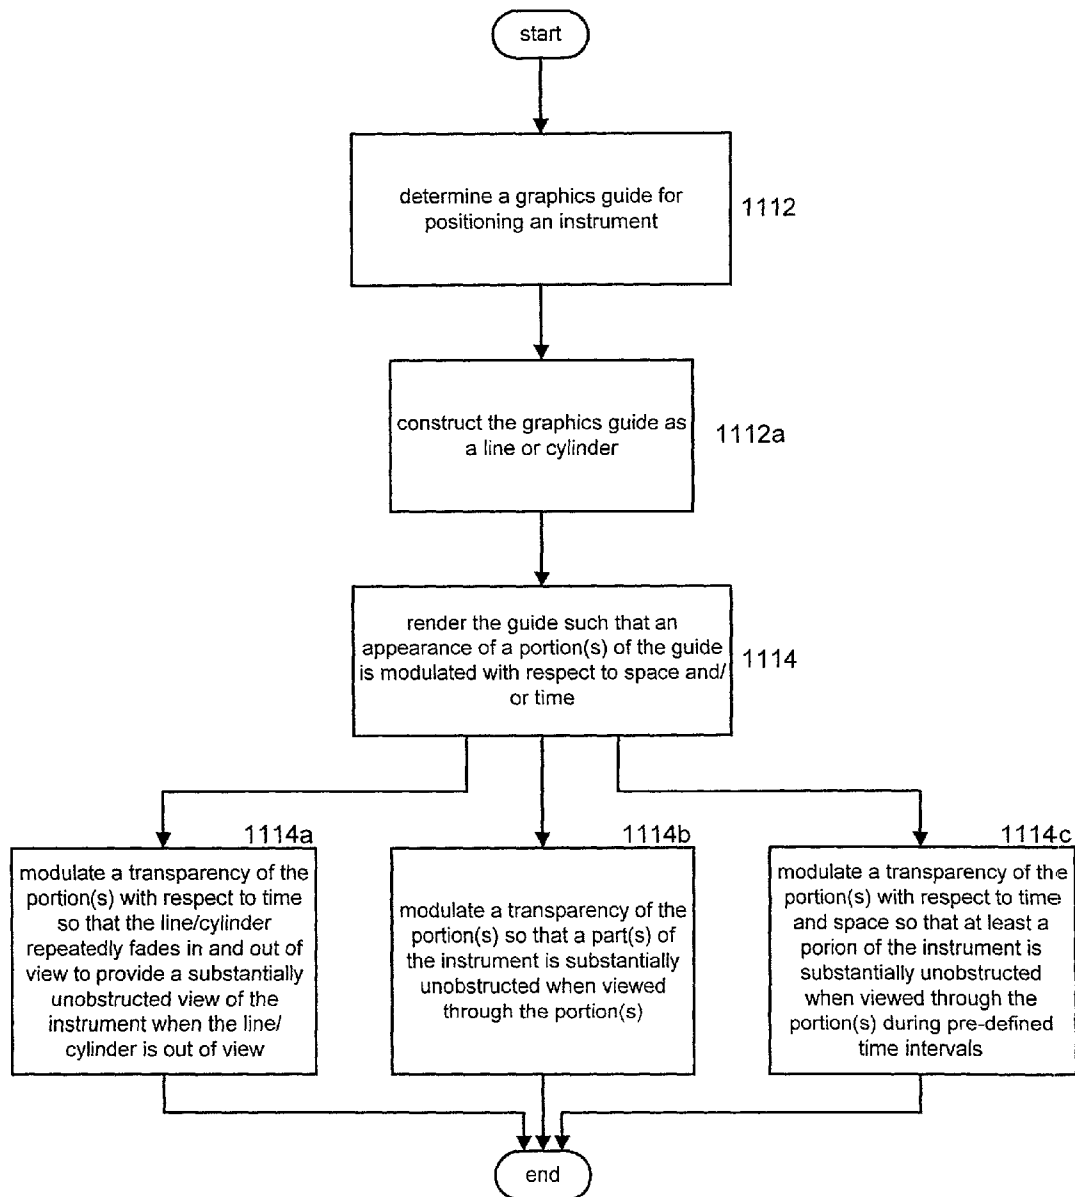 start
determine a graphics guide for
positioning an instrument
1112
construct the graphics guide as
a line or cylinder
1112a
render the guide such that an
appearance of a portion(s) of the guide
is modulated with respect to space and/
or time
1114
1114a
modulate a transparency of the
portion(s) with respect to time
so that the line/cylinder
repeatedly fades in and out of
view to provide a substantially
unobstructed view of the
instrument when the line/
cylinder is out of view
1114b
modulate a transparency of the
portion(s) so that a part(s) of
the instrument is substantially
unobstructed when viewed
through the portion(s)
1114c
modulate a transparency of the
portion(s) with respect to time
and space so that at least a
porion of the instrument is
substantially unobstructed
when viewed through the
portion(s) during pre-defined
time intervals
end